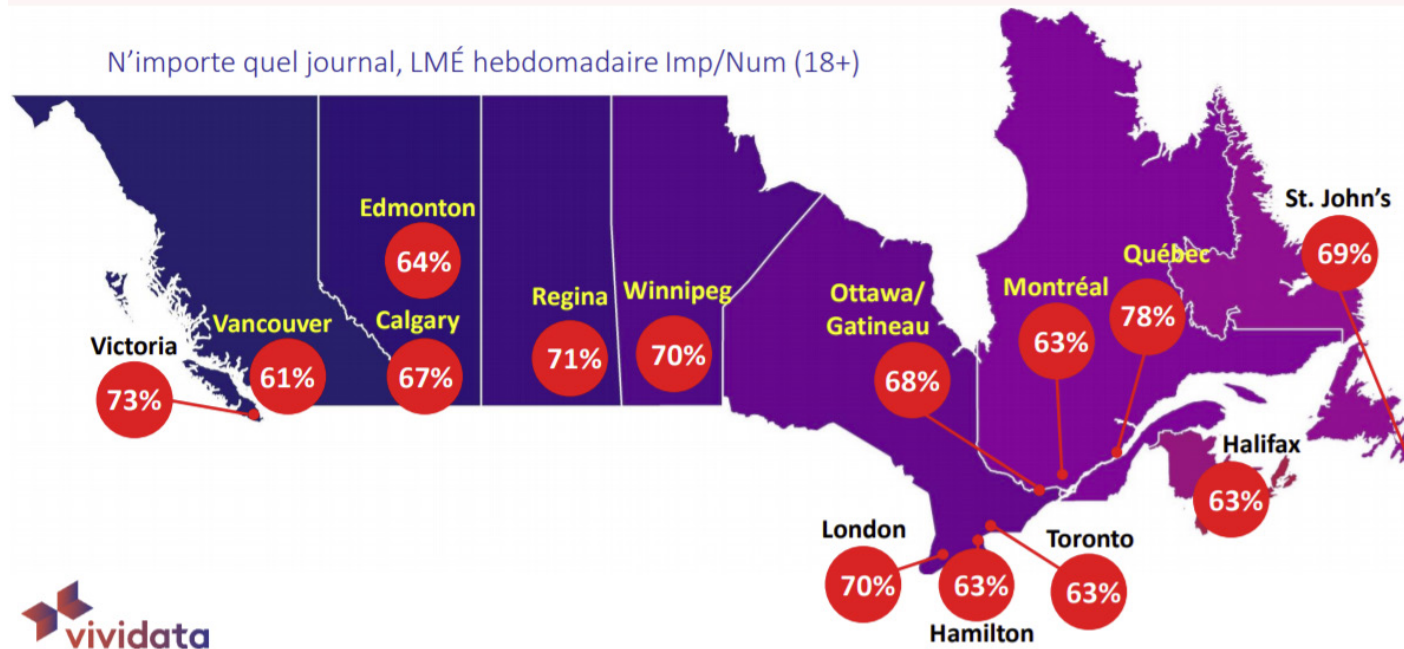 N'importe quel journal, LMÉ hebdomadaire Imp/Num (18+)
St. John's
69%
Edmonton
64%
Québec
78%
Montréal
63%
Ottawa/
Gatineau
68%
Regina
71%
Winnipeg
70%
Calgary
67%
Vancouver
61%
Victoria
73%
Halifax
63%
London
70%
63%
Hamilton
Toronto
63%
vividata